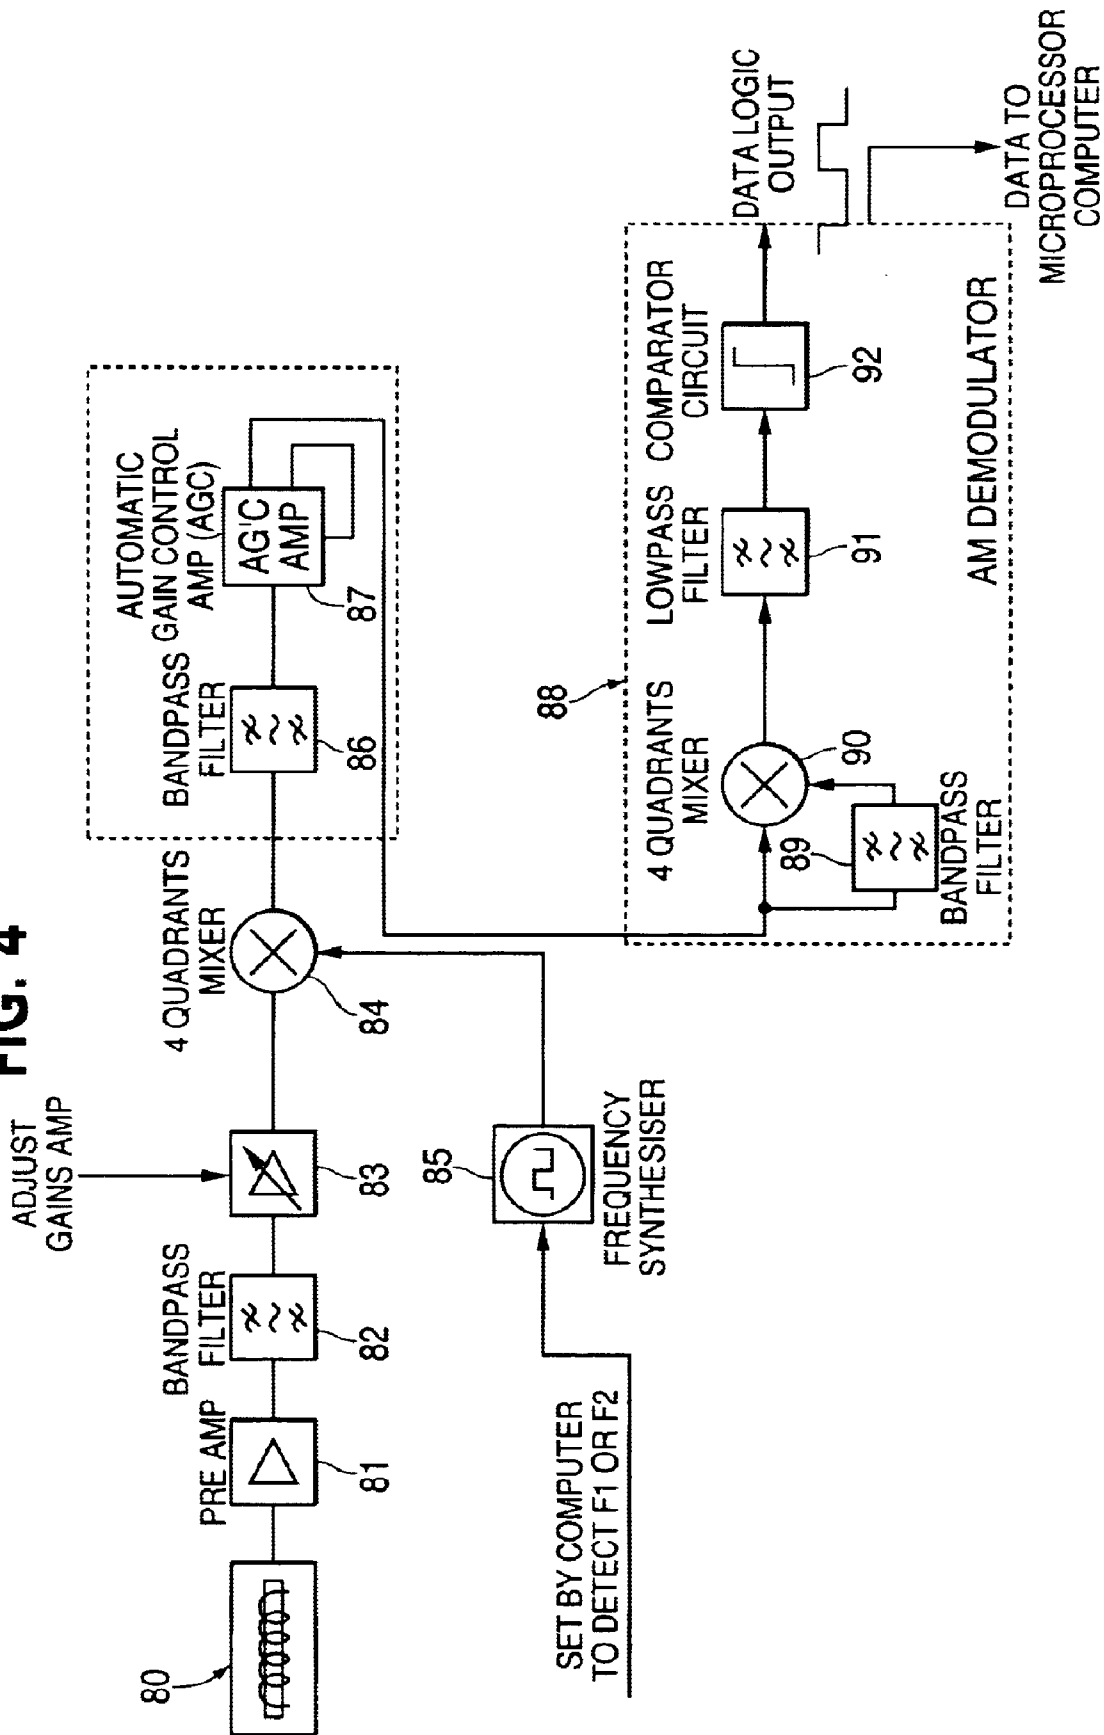 FIG. 4
ADJUST
GAINS AMP
80
PRE AMP
81
BANDPASS
FILTER
82
83
4 QUADRANTS
MIXER
84
BANDPASS
FILTER
86
AUTOMATIC
GAIN CONTROL
AMP (AGC)
AG'C
AMP
87
SET BY COMPUTER
TO DETECT F1 OR F2
85
FREQUENCY
SYNTHESISER
88
4 QUADRANTS
MIXER
90
89
BANDPASS
FILTER
LOWPASS
FILTER
91
COMPARATOR
CIRCUIT
92
AM DEMODULATOR
DATA LOGIC
OUTPUT
DATA TO
MICROPROCESSOR
COMPUTER